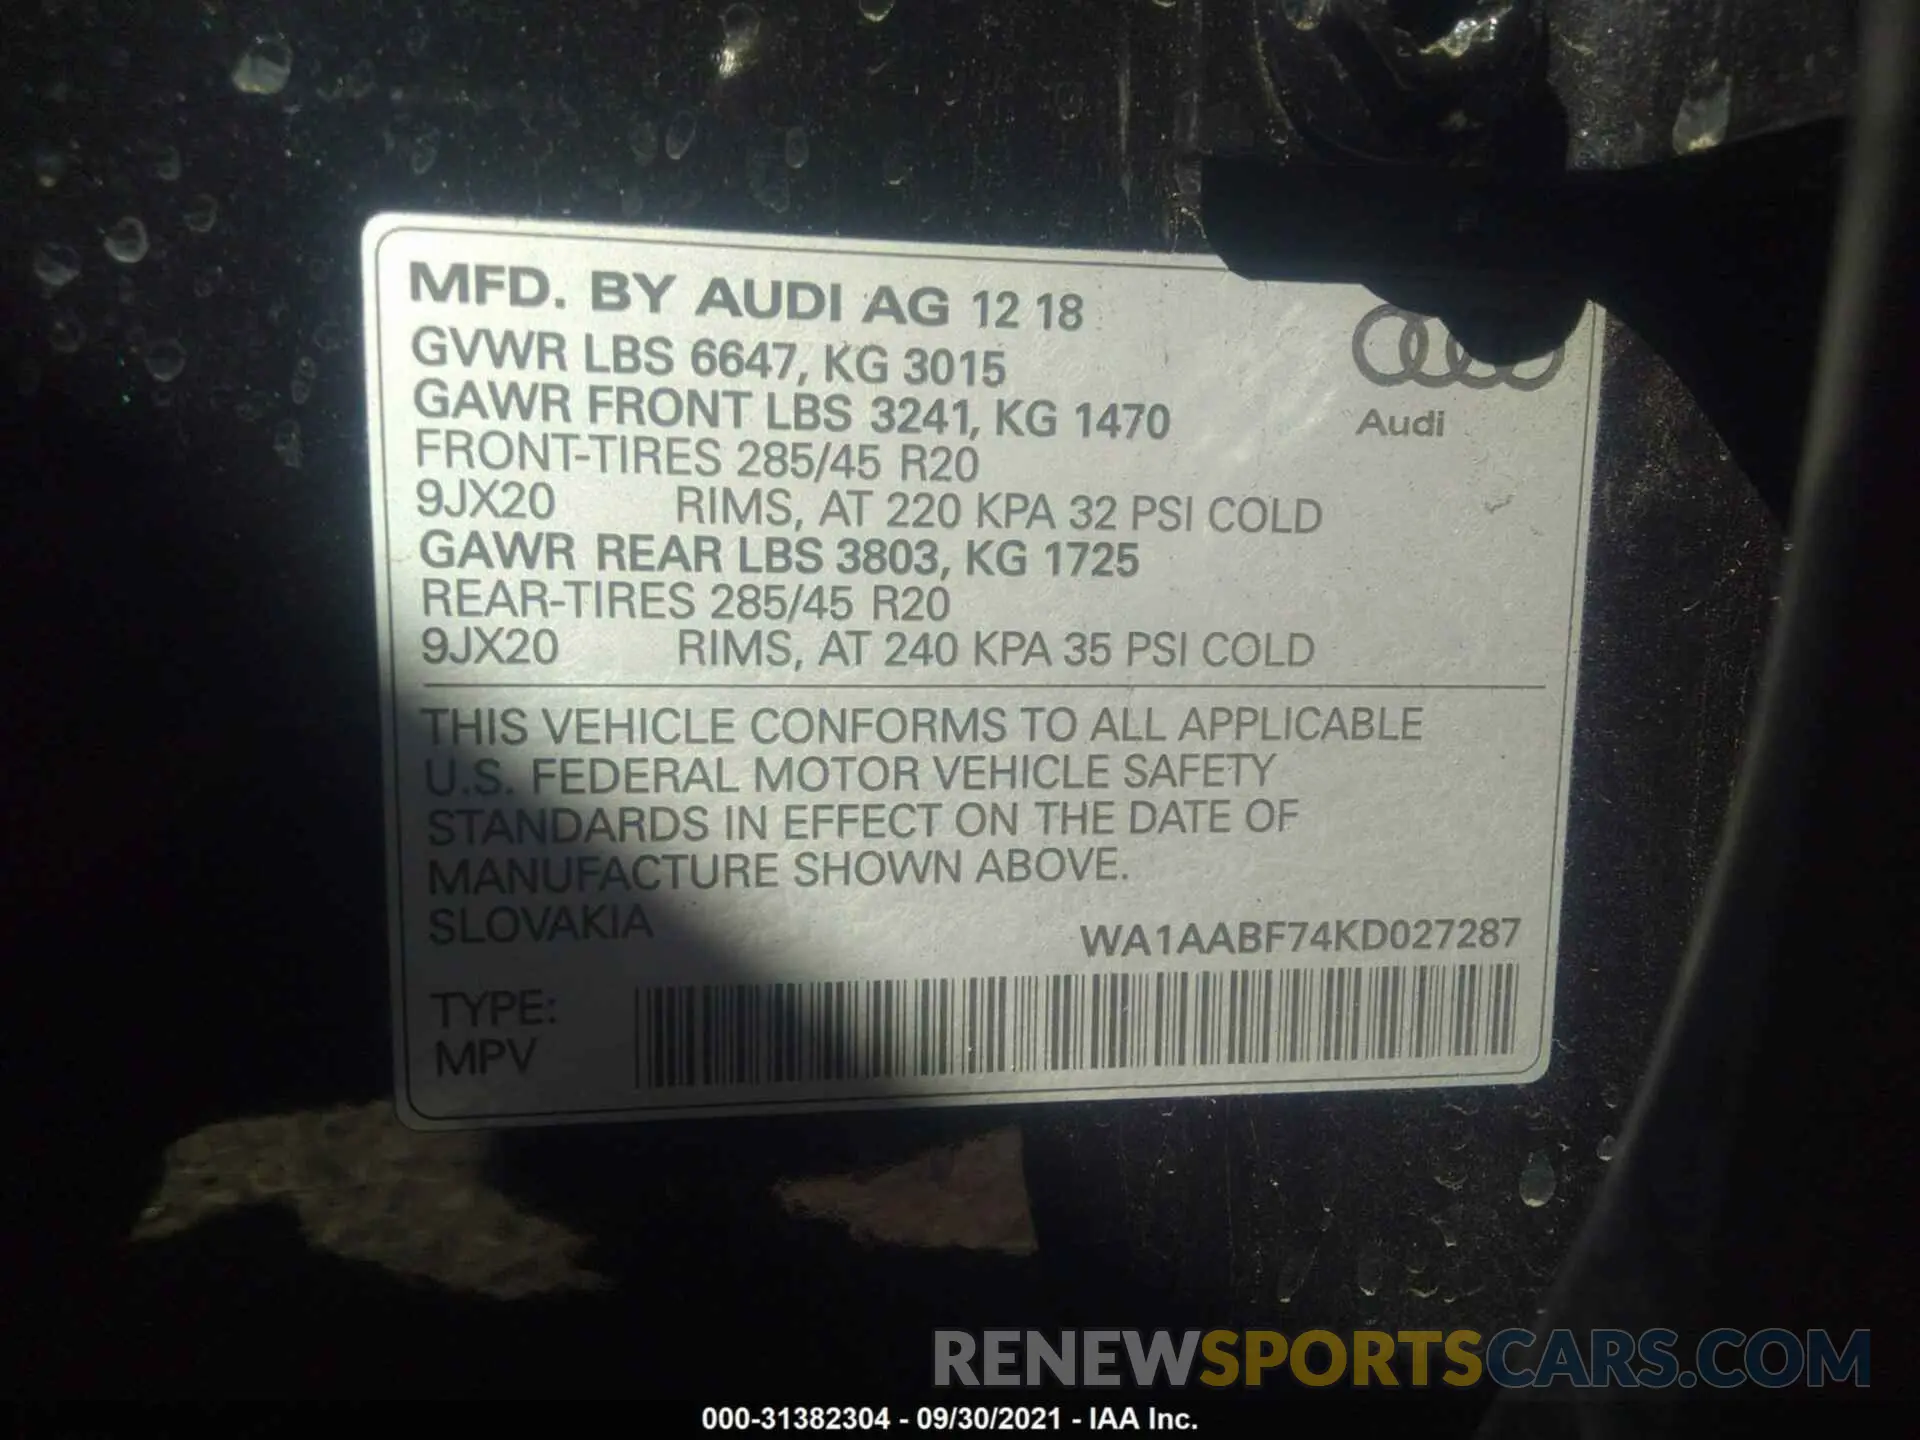 MFD. BY AUDI AG 12 18
GVWR LBS 6647, KG 3015
GAWR FRONT LBS 3241, KG 1470
FRONT-TIRES 285/45 R20
9JX20 RIMS, AT 220 KPA 32 PSI COLD
GAWR REAR LBS 3803, KG 1725
REAR-TIRES 285/45 R20
9JX20 RIMS, AT 240 KPA 35 PSI COLD
Audi
THIS VEHICLE CONFORMS TO ALL APPLICABLE
U.S. FEDERAL MOTOR VEHICLE SAFETY
STANDARDS IN EFFECT ON THE DATE OF
MANUFACTURE SHOWN ABOVE.
SLOVAKIA WA1AABF74KD027287
TYPE:
MPV
RENEWSPORTSCARS.COM
000-31382304 - 09/30/2021 - IAA Inc.